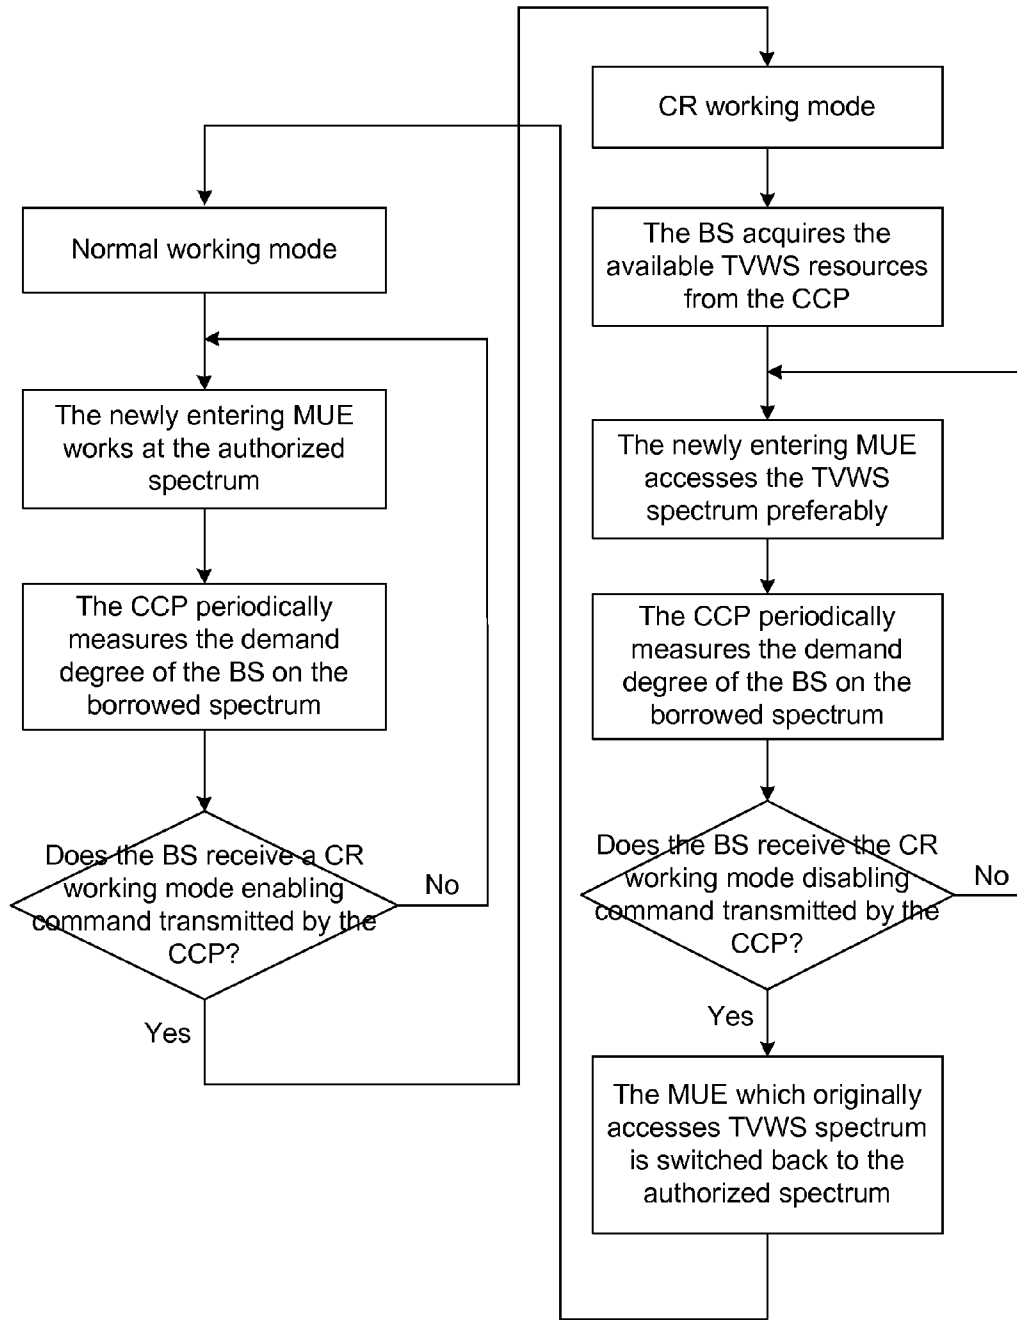 Normal working mode
The newly entering MUE
works at the authorized
spectrum
The CCP periodically
measures the demand
degree of the BS on the
borrowed spectrum
Does the BS receive a CR
working mode enabling
command transmitted by the
CCP?
No
Yes
CR working mode
The BS acquires the
available TVWS resources
from the CCP
The newly entering MUE
accesses the TVWS
spectrum preferably
The CCP periodically
measures the demand
degree of the BS on the
borrowed spectrum
Does the BS receive the CR
working mode disabling
command transmitted by the
CCP?
No
Yes
The MUE which originally
accesses TVWS spectrum
is switched back to the
authorized spectrum